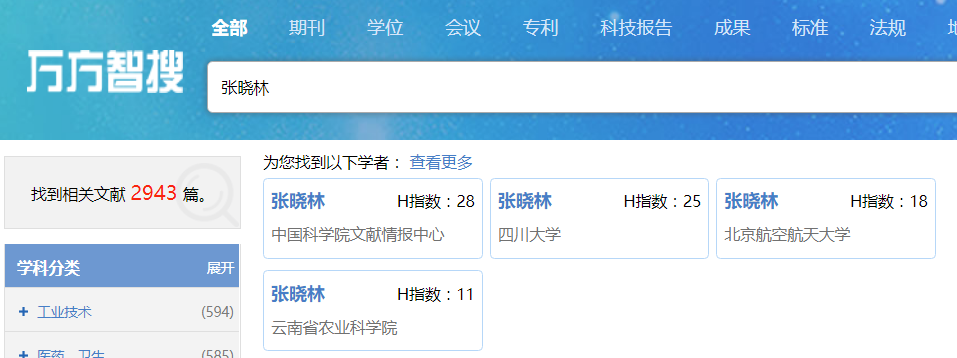 全部 期刊 学位 会议 专利 科技报告 成果 标准 法规
万方智搜
张晓林
找到相关文献 2943 篇。
为您找到以下学者： 查看更多
张晓林 H指数：28
中国科学院文献情报中心
张晓林 H指数：25
四川大学
张晓林 H指数：18
北京航空航天大学
张晓林 H指数：11
云南省农业科学院
学科分类 展开
+ 工业技术 (594)
+ 医药、卫生 (585)